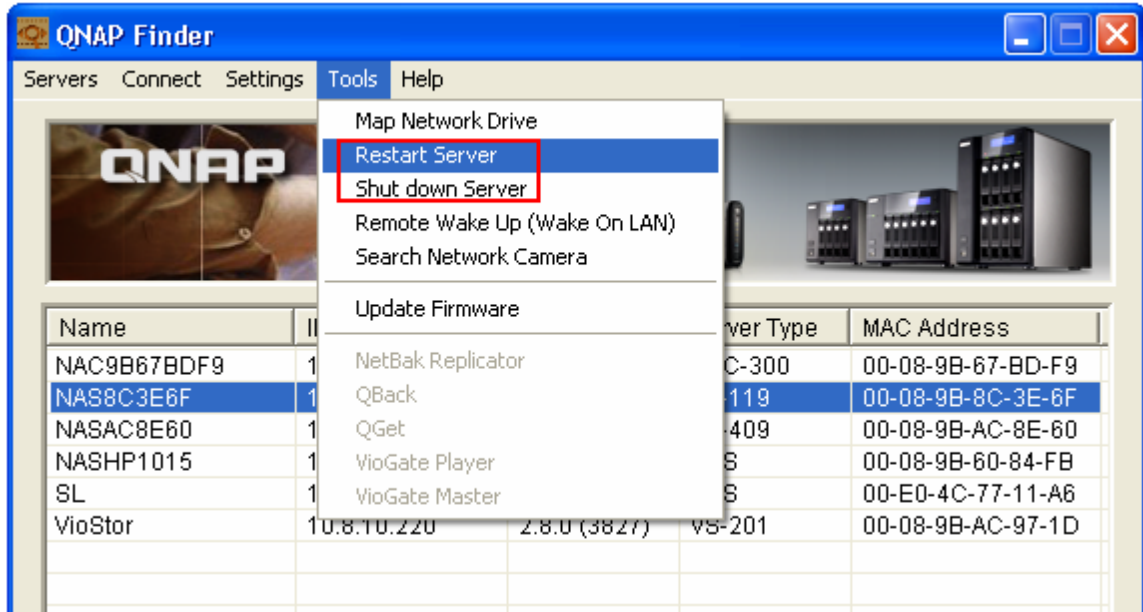 QNAP Finder
Servers Connect Settings Tools Help
QNAP
Map Network Drive
Restart Server
Shut down Server
Remote Wake Up (Wake On LAN)
Search Network Camera
Update Firmware
NetBak Replicator
QBack
QGet
VioGate Player
VioGate Master
Name Type MAC Address
NAC9B67BDF9 C-300 00-08-9B-67-BD-F9
NAS8C3E6F 119 00-08-9B-8C-3E-6F
NASAC8E60 409 00-08-9B-AC-8E-60
NASHP1015 S 00-08-9B-60-84-FB
SL S 00-E0-4C-77-11-A6
VioStor 10.8.10.220 2.8.0 (3827) VS-201 00-08-9B-AC-97-1D